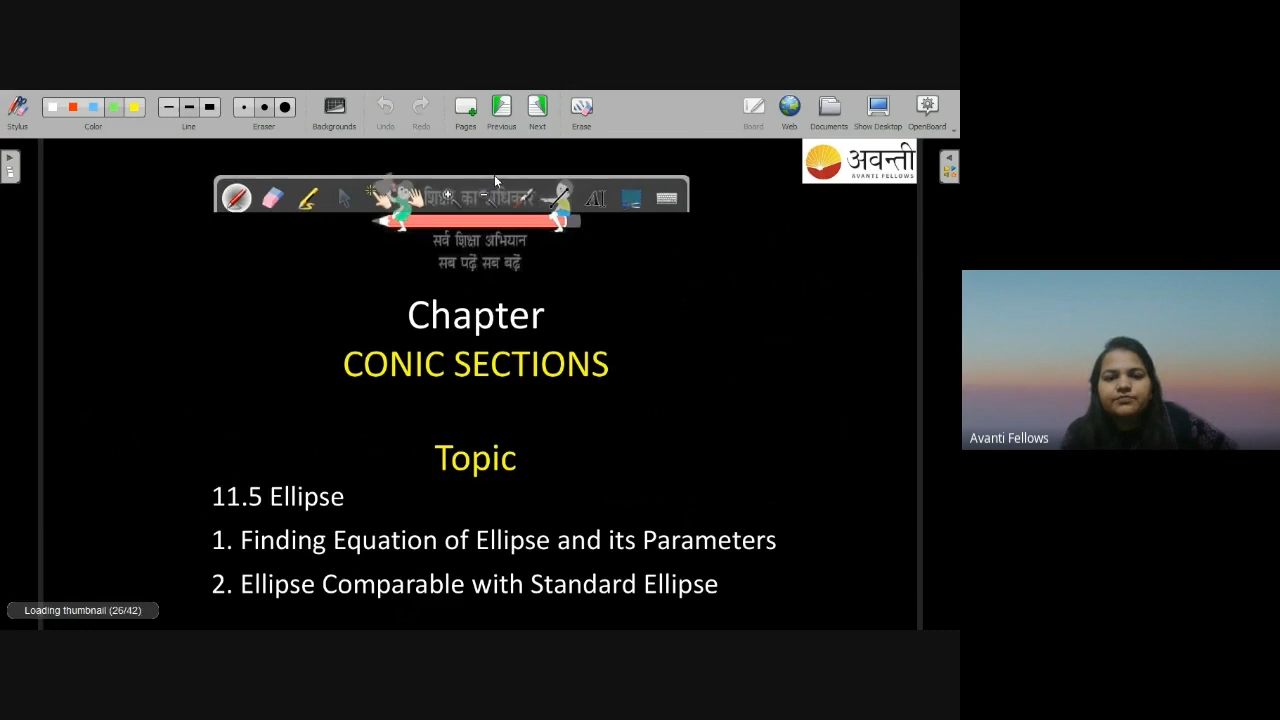 Stylus
Color
Line
Eraser
Backgrounds
Undo
Redo
Pages
Previous
Next
Erase
Board
Web
Documents
Show Desktop
OpenBoard
अवन्ती
AVANTI FELLOWS
शिक्षा का अधिकार
AI
सर्व शिक्षा अभियान
सब पढ़ें सब बढ़ें
Chapter
CONIC SECTIONS
Topic
11.5 Ellipse
1. Finding Equation of Ellipse and its Parameters
2. Ellipse Comparable with Standard Ellipse
Loading thumbnail (26/42)
Avanti Fellows